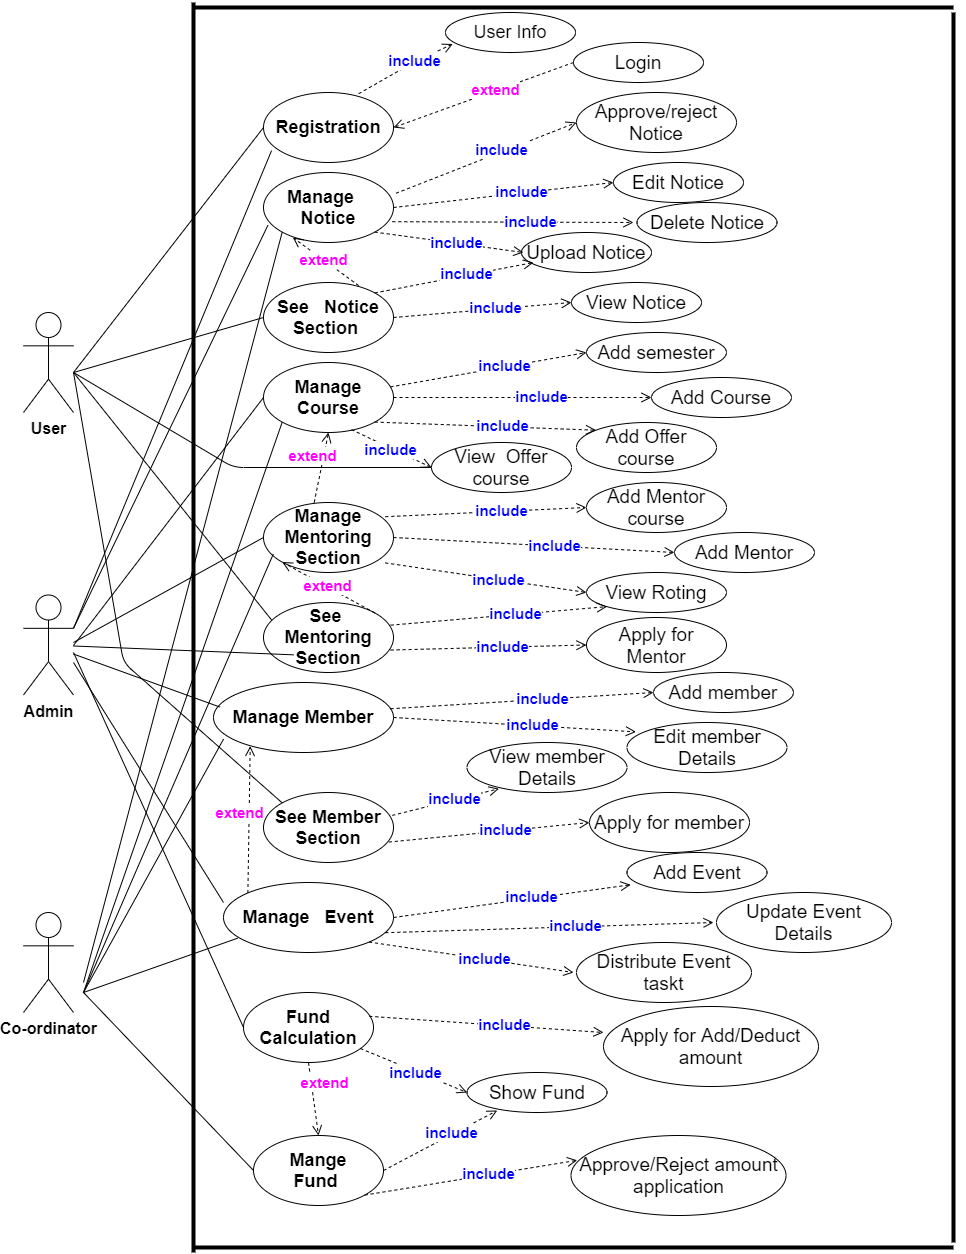 User Info
include
Login
extend
Registration
Approve/reject
Notice
include
Manage
Notice
include
Edit Notice
include
Delete Notice
include
Upload Notice
extend
include
See Notice
Section
include
View Notice
Add semester
include
Manage
Course
include
Add Course
include
Add Offer
course
include
View Offer
course
extend
User
Manage
Mentoring
Section
include
Add Mentor
course
include
Add Mentor
include
View Roting
extend
See
Mentoring
Section
include
include
Apply for
Mentor
Admin
Manage Member
include
Add member
include
Edit member
Details
View member
Details
extend
include
See Member
Section
include
Apply for member
Add Event
include
Manage Event
include
Update Event
Details
include
Distribute Event
taskt
Co-ordinator
Fund
Calculation
include
Apply for Add/Deduct
amount
extend
include
Show Fund
include
Mange
Fund
include
Approve/Reject amount
application